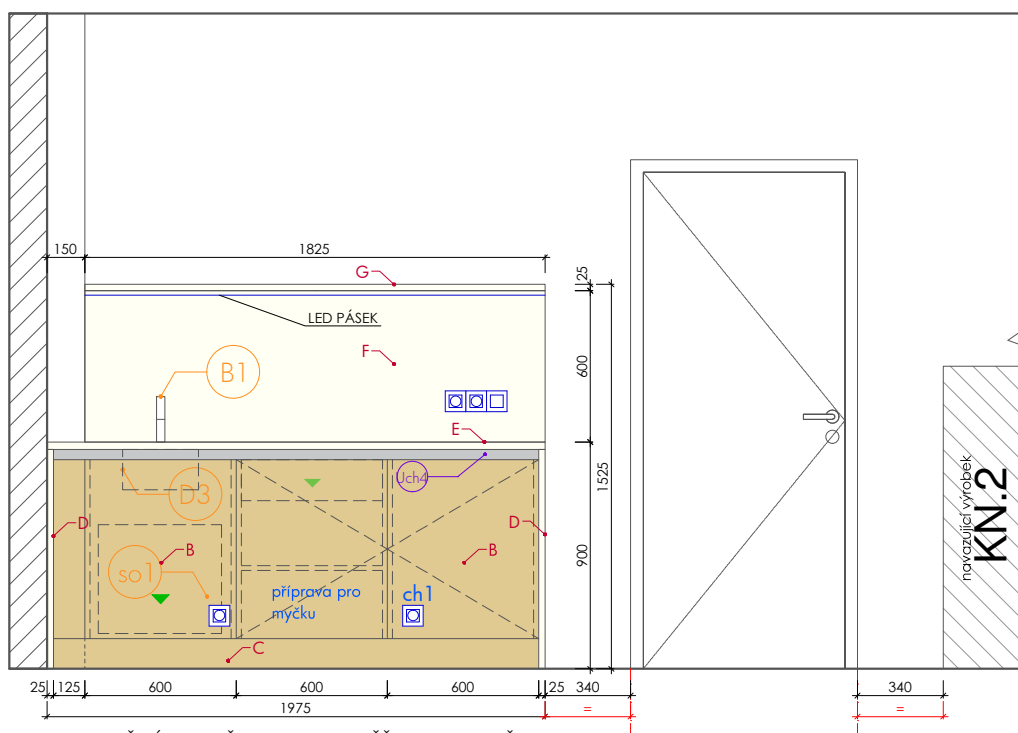 150
1825
25
G
LED PÁSEK
F
600
B1
E
1525
Uch4
D3
D
D
B
B
so1
900
příprava pro
myčku
ch1
C
navazující výrobek
KN.2
25
125
600
600
600
25
340
340
1975
=
=